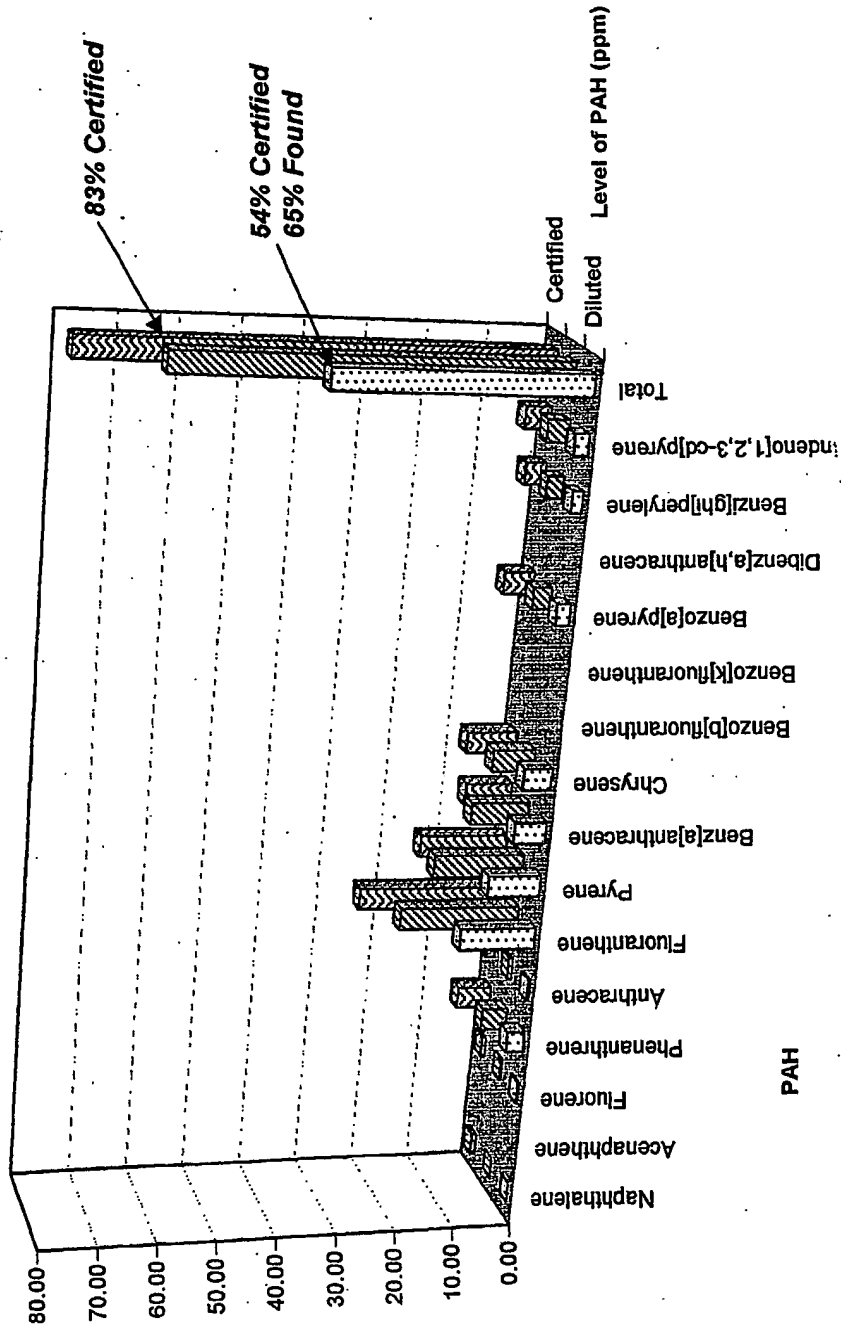 83% Certified
54% Certified
65% Found
80.00
70.00
60.00
50.00
40.00
30.00
20.00
10.00
0.00
Certified
Diluted
Level of PAH (ppm)
Naphthalene
Acenaphthene
Fluorene
Phenanthrene
Anthracene
Fluoranthene
Pyrene
Benz[a]anthracene
Chrysene
Benzo[b]fluoranthene
Benzo[k]fluoranthene
Benzo[a]pyrene
Dibenz[a,h]anthracene
Benzi[ghi]perylene
indeno[1,2,3-cd]pyrene
Total
PAH